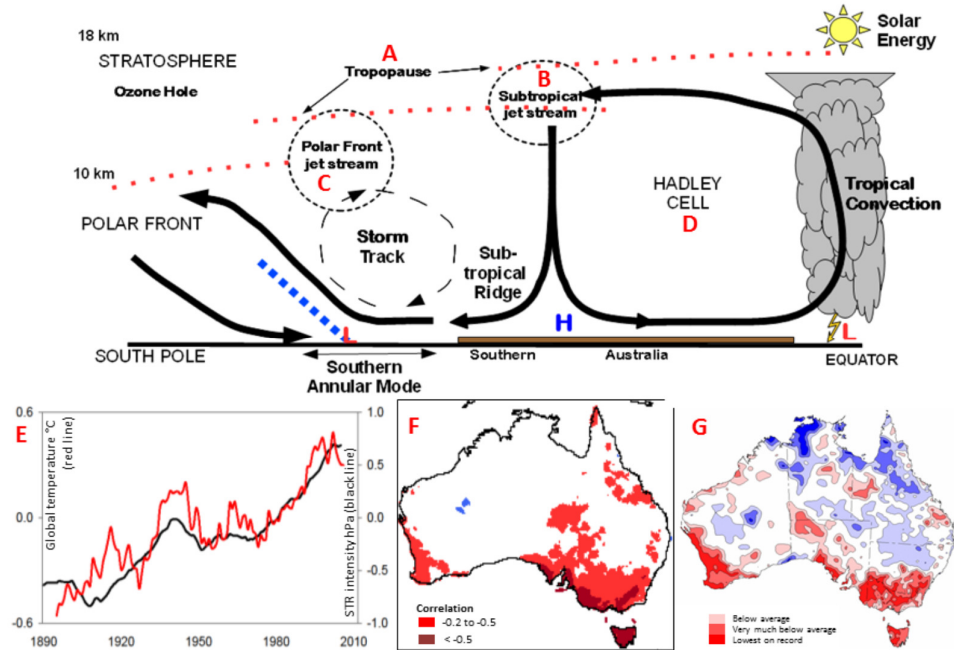 18 km
STRATOSPHERE
Ozone Hole
A
Tropopause
Solar
Energy
B
Subtropical
jet stream
Polar Front
jet stream
C
10 km
POLAR FRONT
HADLEY
CELL
D
Tropical
Convection
Storm
Track
Sub-
tropical
Ridge
H
L
L
SOUTH POLE
Southern
Australia
EQUATOR
Southern
Annular Mode
E
0.6
0.0
-0.6
Global temperature °C
(red line)
1.0
0.5
0.0
-0.5
-1.0
STR intensity hpa (black line)
1890
1920
1950
1980
2010
F
Correlation
-0.2 to -0.5
< -0.5
G
Below average
Very much below average
Lowest on record